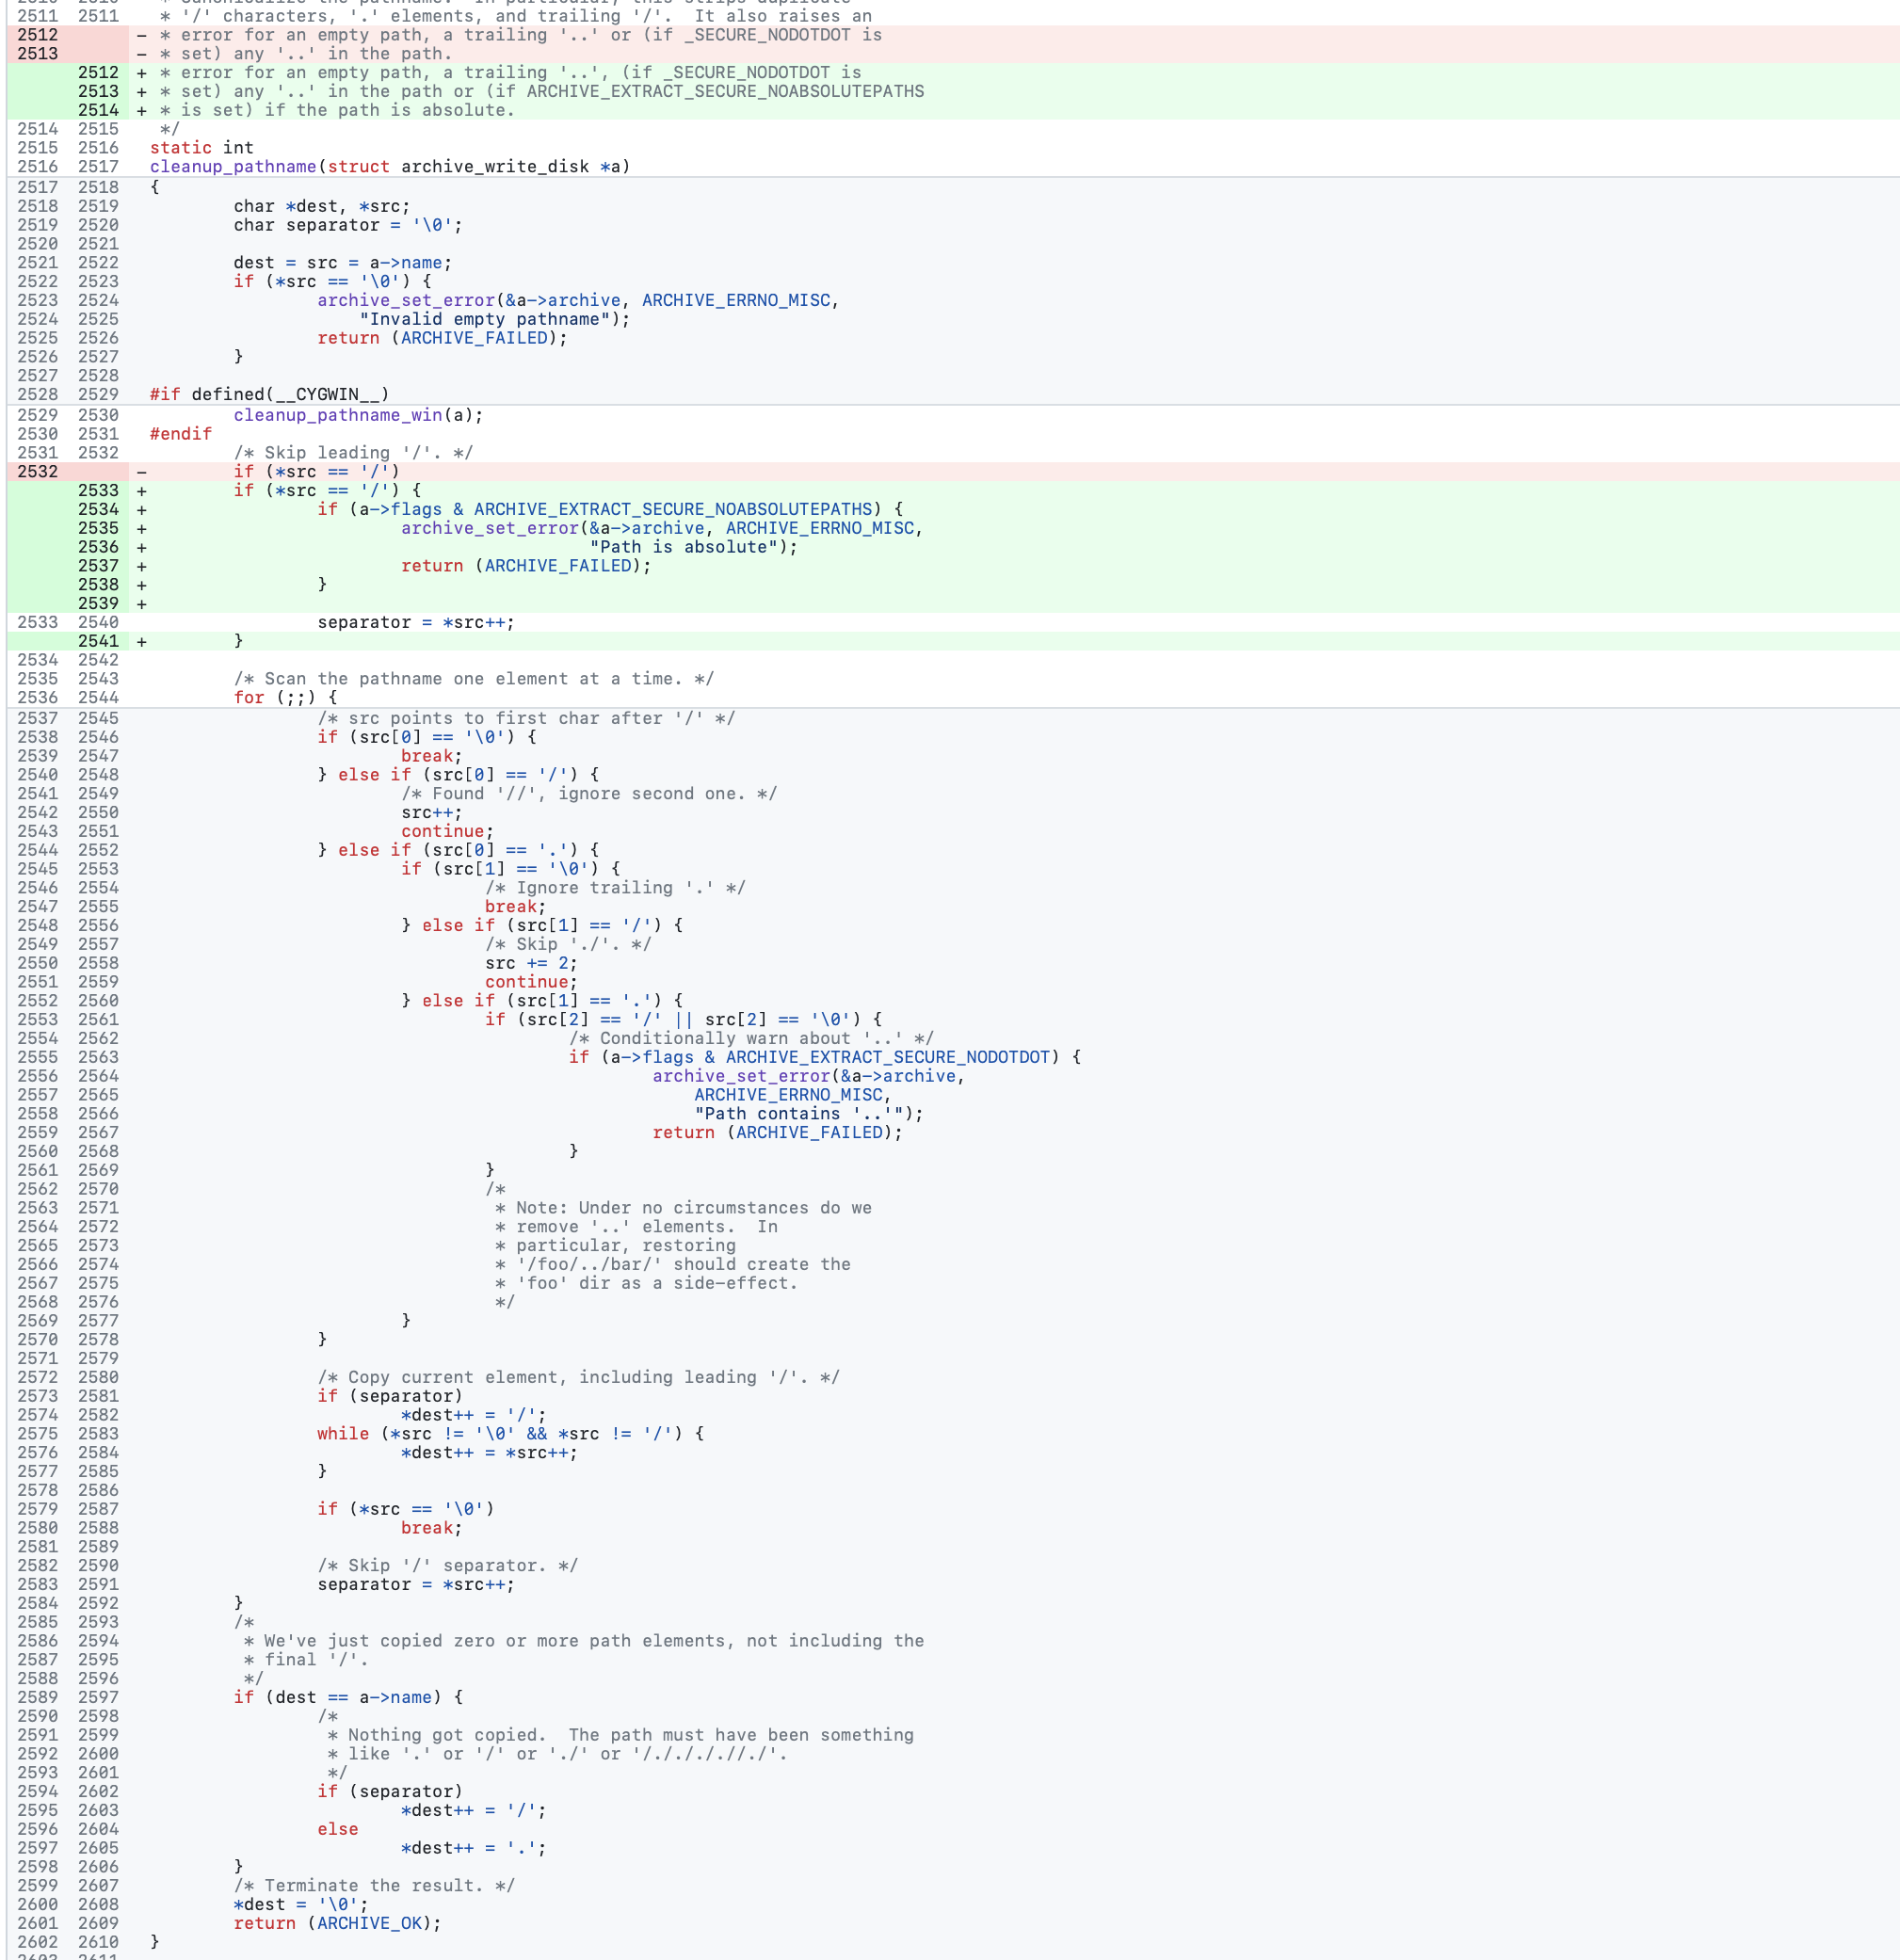 2511 2511 * '/' characters, '.' elements, and trailing '/'.  It also raises an
2512 - * error for an empty path, a trailing '..' or (if _SECURE_NODOTDOT is
2513 - * set) any '..' in the path.
2512 + * error for an empty path, a trailing '..', (if _SECURE_NODOTDOT is
2513 + * set) any '..' in the path or (if ARCHIVE_EXTRACT_SECURE_NOABSOLUTEPATHS
2514 + * is set) if the path is absolute.
2514 2515 */
2515 2516 static int
2516 2517 cleanup_pathname(struct archive_write_disk *a)
2517 2518 {
2518 2519 char *dest, *src;
2519 2520 char separator = '\0';
2520 2521
2521 2522 dest = src = a->name;
2522 2523 if (*src == '\0') {
2523 2524 archive_set_error(&a->archive, ARCHIVE_ERRNO_MISC,
2524 2525 "Invalid empty pathname");
2525 2526 return (ARCHIVE_FAILED);
2526 2527 }
2527 2528
2528 2529 #if defined(__CYGWIN__)
2529 2530 cleanup_pathname_win(a);
2530 2531 #endif
2531 2532 /* Skip leading '/'. */
2532 - if (*src == '/')
2533 + if (*src == '/') {
2534 + if (a->flags & ARCHIVE_EXTRACT_SECURE_NOABSOLUTEPATHS) {
2535 + archive_set_error(&a->archive, ARCHIVE_ERRNO_MISC,
2536 + "Path is absolute");
2537 + return (ARCHIVE_FAILED);
2538 + }
2539 +
2533 2540 separator = *src++;
2541 + }
2534 2542
2535 2543 /* Scan the pathname one element at a time. */
2536 2544 for (;;) {
2537 2545 /* src points to first char after '/' */
2538 2546 if (src[0] == '\0') {
2539 2547 break;
2540 2548 } else if (src[0] == '/') {
2541 2549 /* Found '//', ignore second one. */
2542 2550 src++;
2543 2551 continue;
2544 2552 } else if (src[0] == '.') {
2545 2553 if (src[1] == '\0') {
2546 2554 /* Ignore trailing '.' */
2547 2555 break;
2548 2556 } else if (src[1] == '/') {
2549 2557 /* Skip './'. */
2550 2558 src += 2;
2551 2559 continue;
2552 2560 } else if (src[1] == '.') {
2553 2561 if (src[2] == '/' || src[2] == '\0') {
2554 2562 /* Conditionally warn about '..' */
2555 2563 if (a->flags & ARCHIVE_EXTRACT_SECURE_NODOTDOT) {
2556 2564 archive_set_error(&a->archive,
2557 2565 ARCHIVE_ERRNO_MISC,
2558 2566 "Path contains '..'");
2559 2567 return (ARCHIVE_FAILED);
2560 2568 }
2561 2569 }
2562 2570 /*
2563 2571 * Note: Under no circumstances do we
2564 2572 * remove '..' elements.  In
2565 2573 * particular, restoring
2566 2574 * '/foo/../bar/' should create the
2567 2575 * 'foo' dir as a side-effect.
2568 2576 */
2569 2577 }
2570 2578 }
2571 2579
2572 2580 /* Copy current element, including leading '/'. */
2573 2581 if (separator)
2574 2582 *dest++ = '/';
2575 2583 while (*src != '\0' && *src != '/') {
2576 2584 *dest++ = *src++;
2577 2585 }
2578 2586
2579 2587 if (*src == '\0')
2580 2588 break;
2581 2589
2582 2590 /* Skip '/' separator. */
2583 2591 separator = *src++;
2584 2592 }
2585 2593 /*
2586 2594 * We've just copied zero or more path elements, not including the
2587 2595 * final '/'.
2588 2596 */
2589 2597 if (dest == a->name) {
2590 2598 /*
2591 2599 * Nothing got copied.  The path must have been something
2592 2600 * like '.' or '/' or './' or '/././././/./'.
2593 2601 */
2594 2602 if (separator)
2595 2603 *dest++ = '/';
2596 2604 else
2597 2605 *dest++ = '.';
2598 2606 }
2599 2607 /* Terminate the result. */
2600 2608 *dest = '\0';
2601 2609 return (ARCHIVE_OK);
2602 2610 }